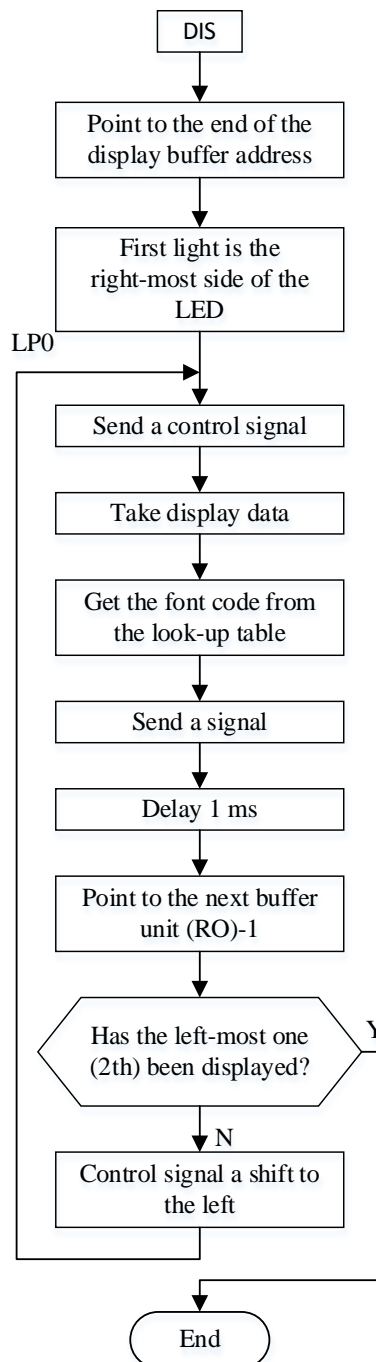 DIS
Point to the end of the
display buffer address
First light is the
right-most side of the
LED
LP0
Send a control signal
Take display data
Get the font code from
the look-up table
Send a signal
Delay 1 ms
Point to the next buffer
unit (RO)-1
Has the left-most one
(2th) been displayed?
Y
N
Control signal a shift to
the left
End